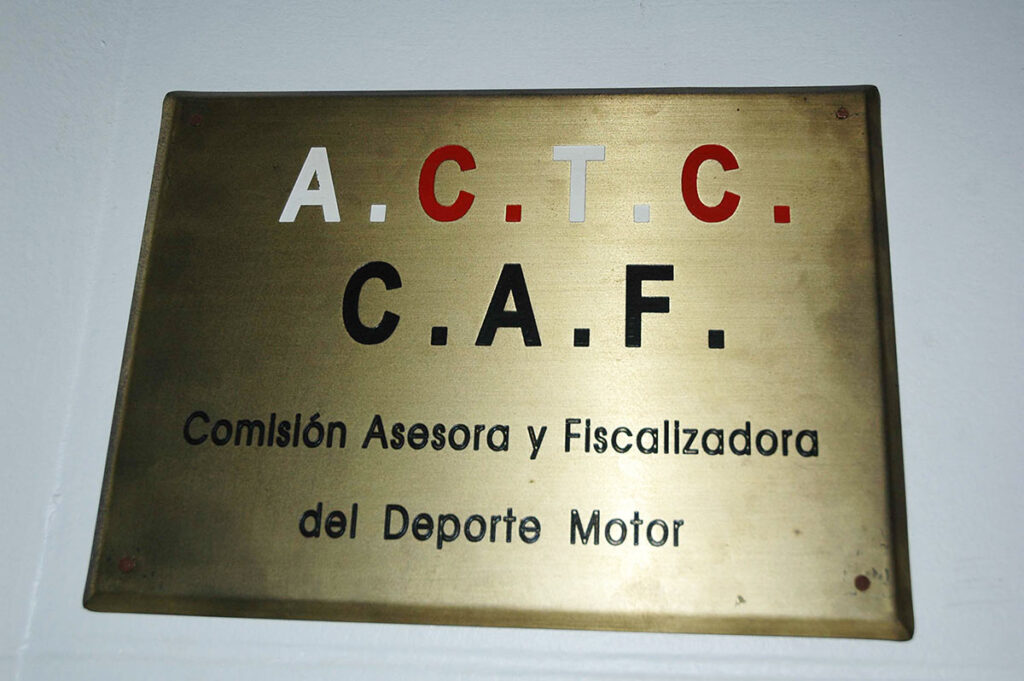 A.C.T.C.
C.A.F.
Comisión Asesora y Fiscalizadora
del Deporte Motor